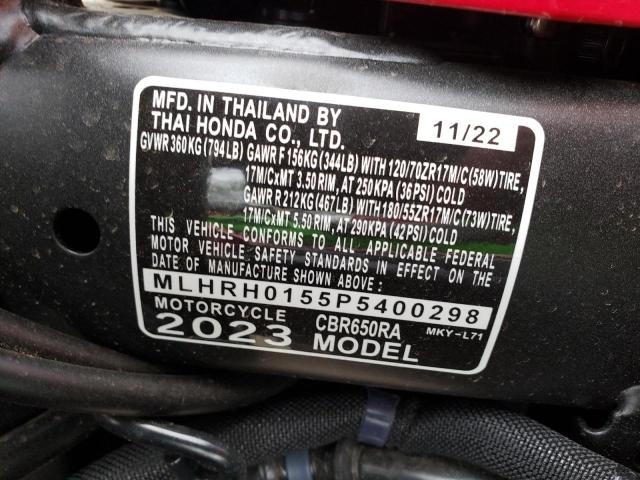 MFD. IN THAILAND BY
THAI HONDA CO., LTD.
11/22
GVWR 360KG (794LB) GAWR F 156KG (344LB) WITH 120/70ZR17M/C (58W) TIRE,
17M/CxMT 3.50 RIM, AT 250KPA (36PSI) COLD
GAWR R 212KG (467LB) WITH 180/55ZR17M/C (73W) TIRE,
17M/CxMT 5.50 RIM, AT 290KPA (42PSI) COLD
THIS VEHICLE CONFORMS TO ALL APPLICABLE FEDERAL
MOTOR VEHICLE SAFETY STANDARDS IN EFFECT ON THE
DATE OF MANUFACTURE SHOWN ABOVE:
MLHRH0155P5400298
MOTORCYCLE CBR650RA MKY-L71
2023 MODEL